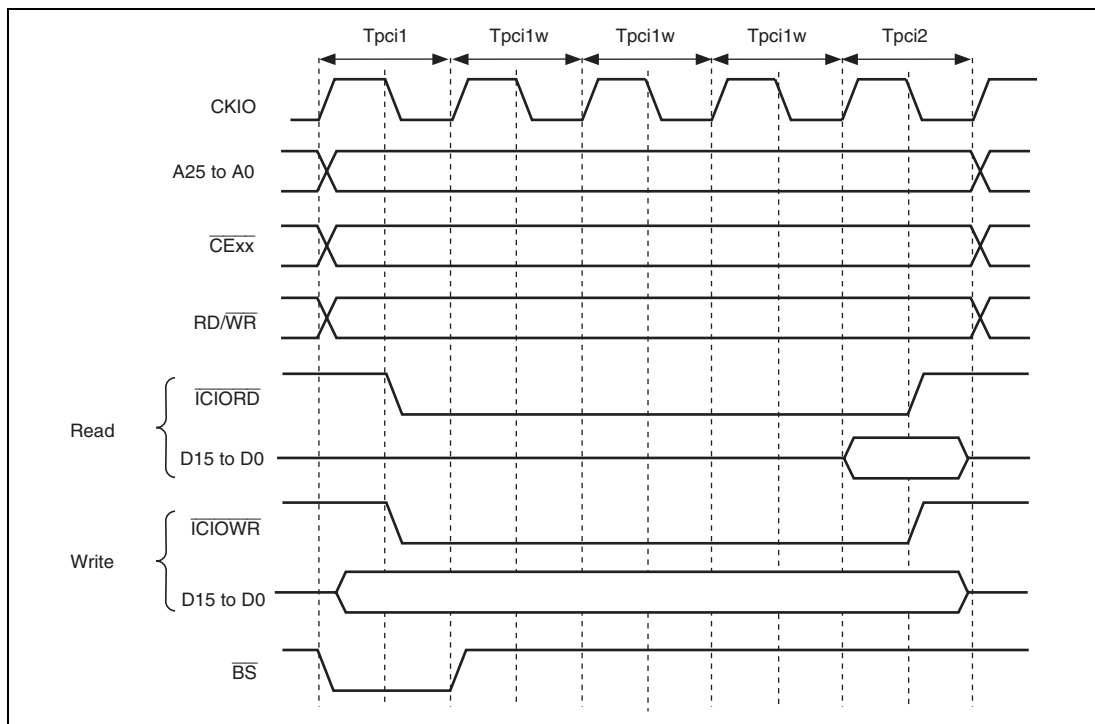 Tpci1 Tpci1w Tpci1w Tpci1w Tpci2
CKIO
A25 to A0
CExx
RD/WR
ICIORD
Read
D15 to D0
ICIOWR
Write
D15 to D0
BS